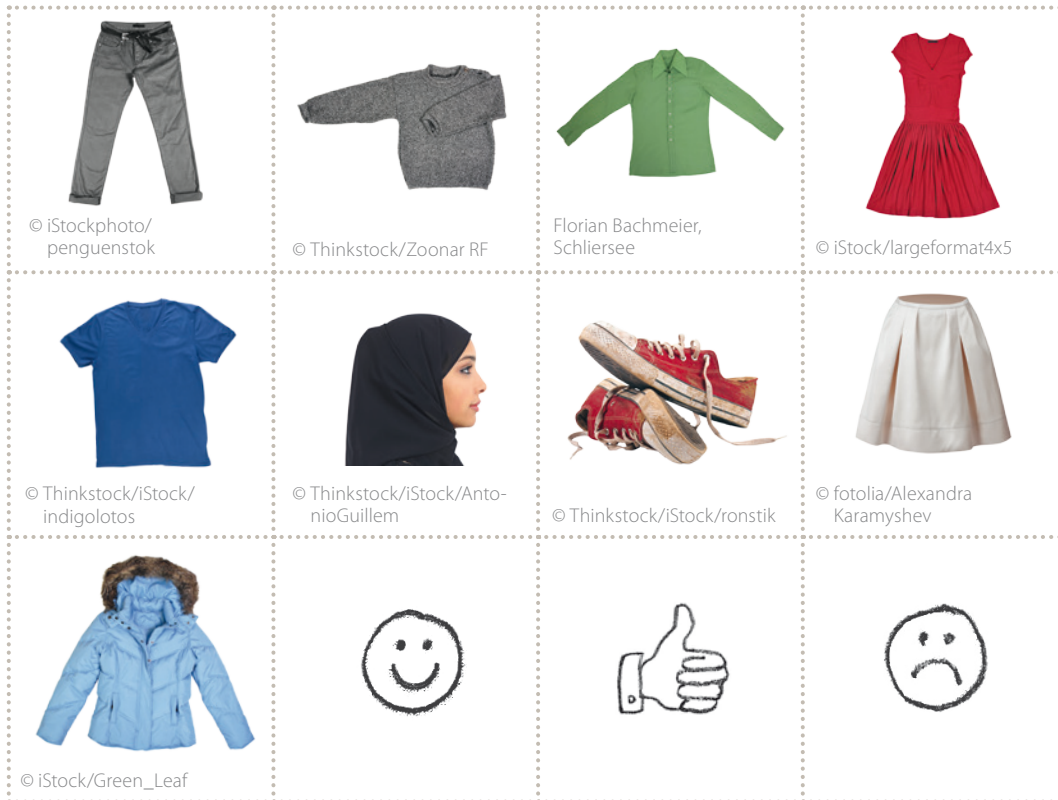 © iStockphoto/
penguenstok
© Thinkstock/Zoonar RF
Florian Bachmeier,
Schliersee
© iStock/largeformat4x5
© Thinkstock/iStock/
indigolotos
© Thinkstock/iStock/Anto-
nioGuillem
© Thinkstock/iStock/ronstik
© fotolia/Alexandra
Karamyshev
© iStock/Green_Leaf